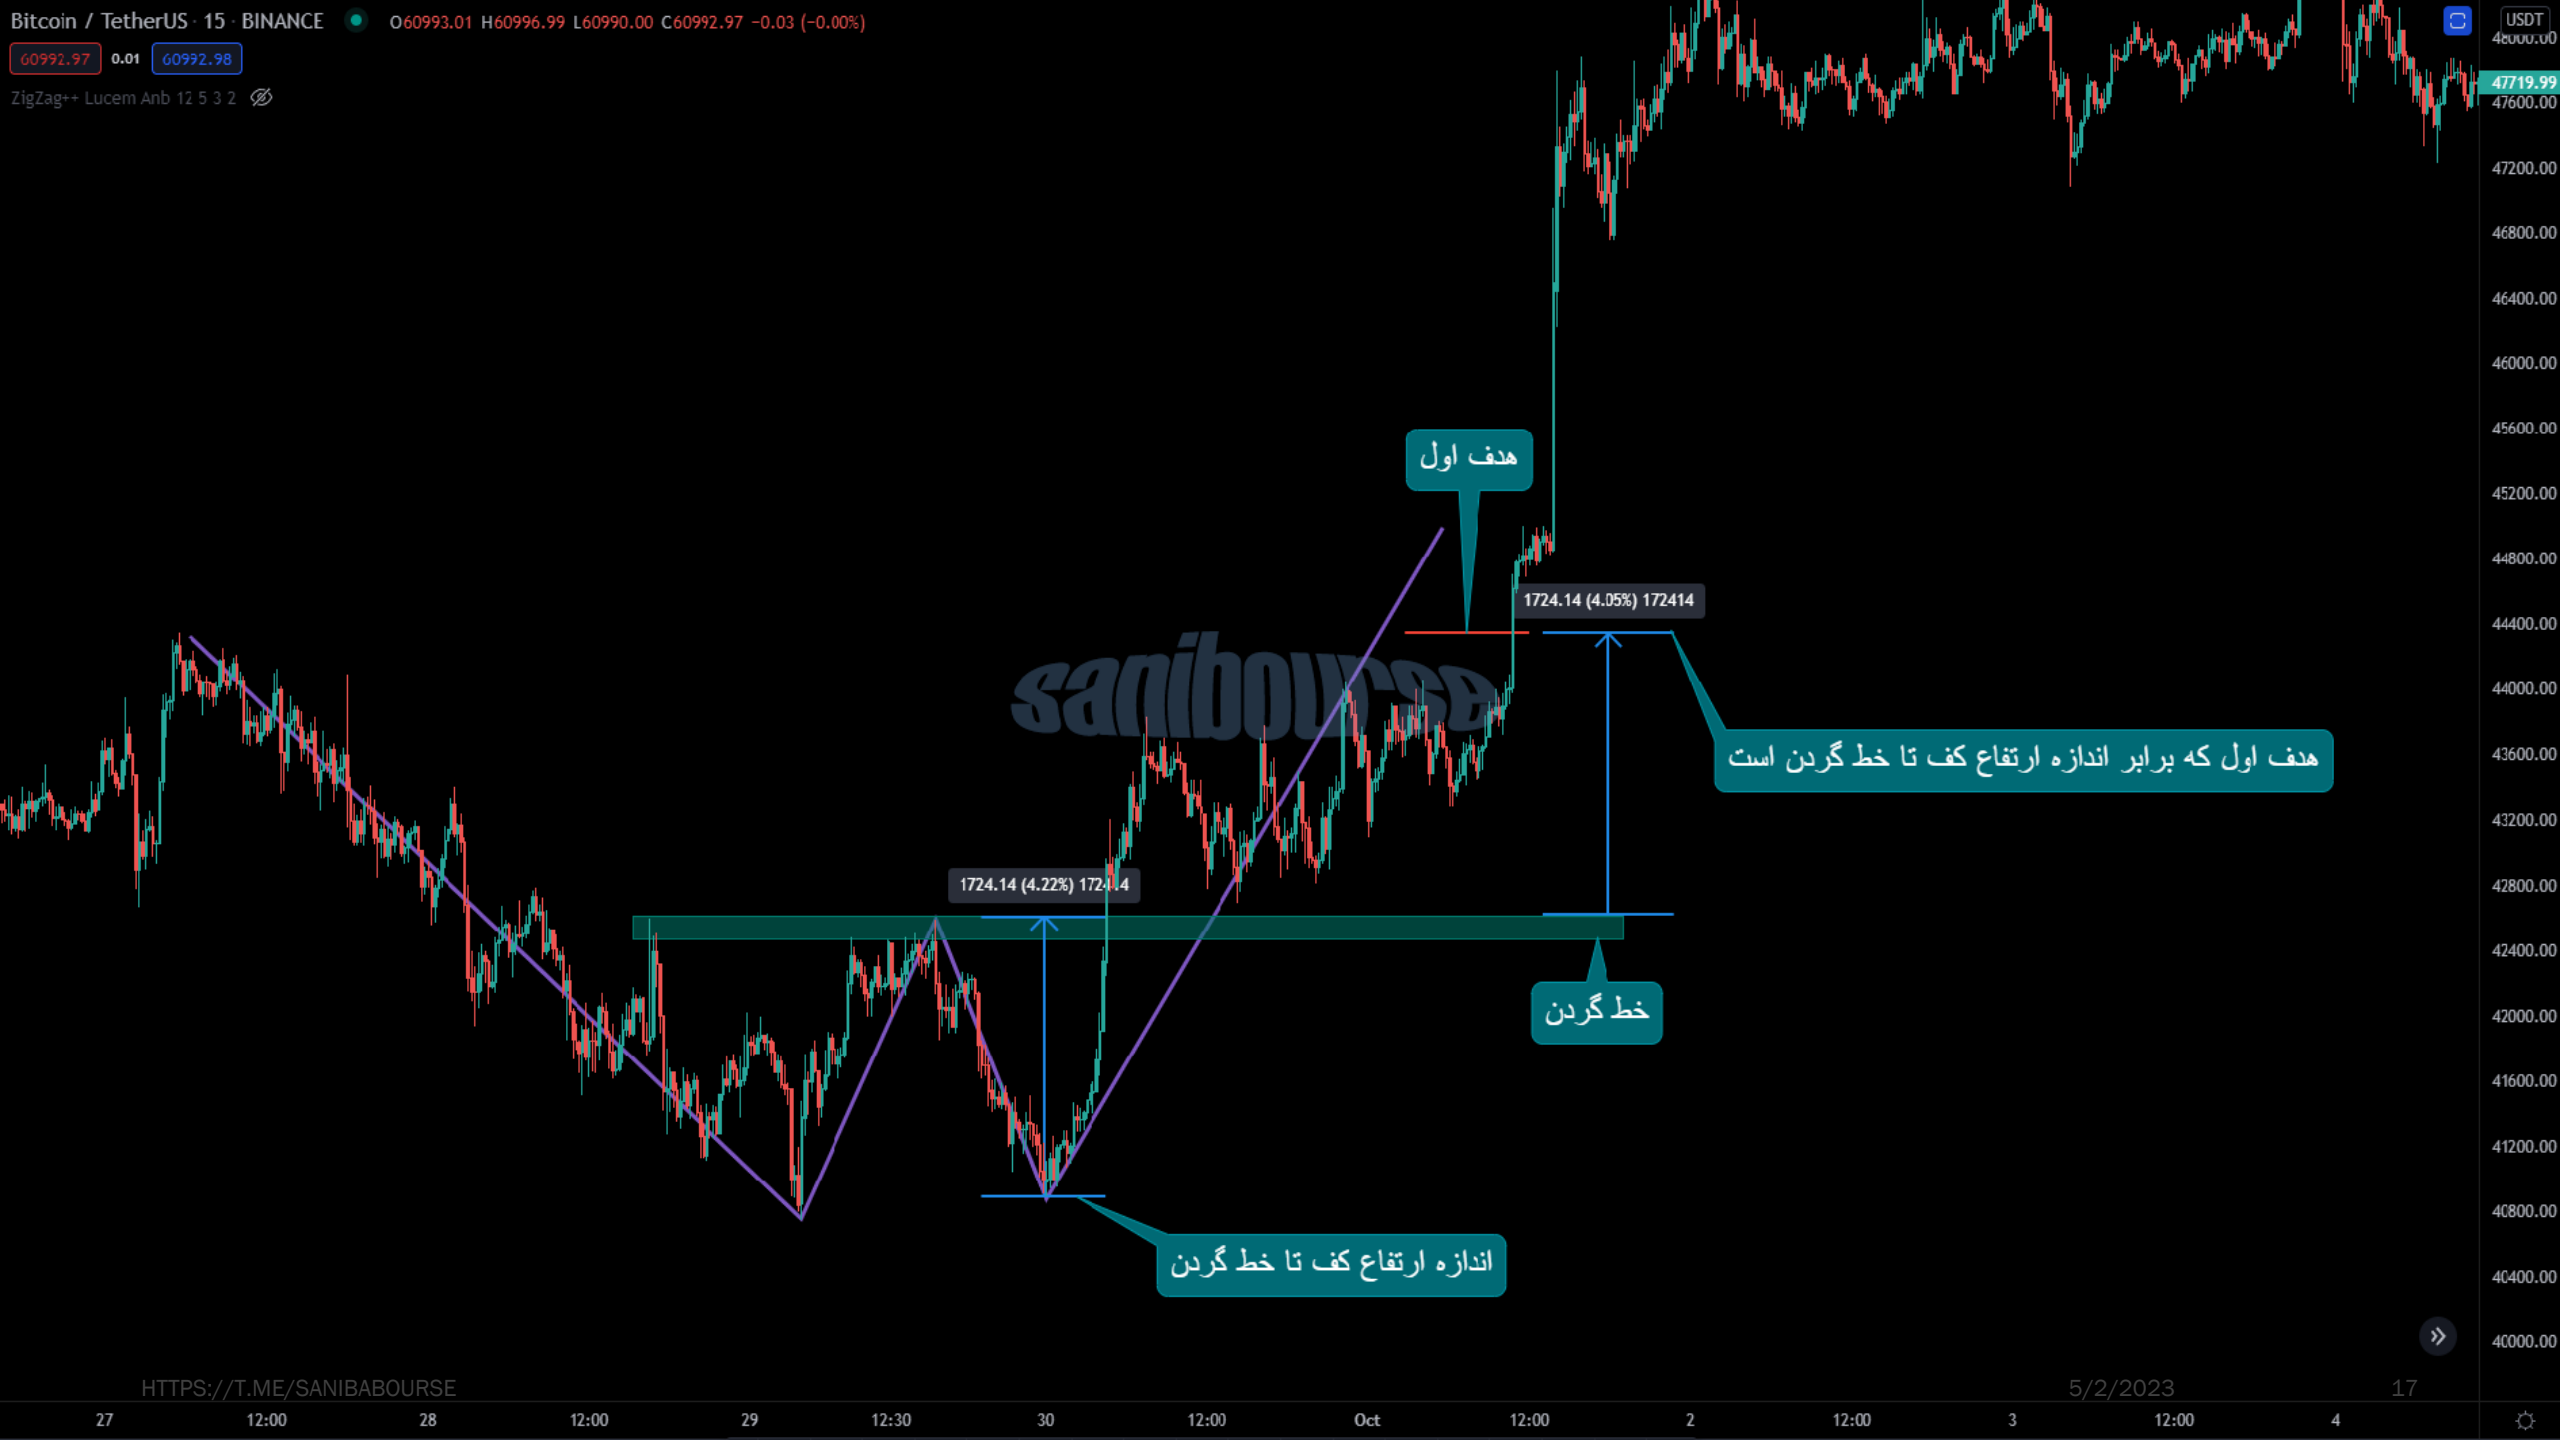 Bitcoin / TetherUS · 15 · BINANCE O60993.01 H60996.99 L60990.00 C60992.97 −0.03 (−0.00%)
60992.97 0.01 60992.98
ZigZag++ Lucem Anb 12 5 3 2
USDT
48000.00
47719.99
47600.00
47200.00
46800.00
46400.00
46000.00
45600.00
هدف اول
45200.00
44800.00
1724.14 (4.05%) 172414
44400.00
sanibourse
44000.00
هدف اول که برابر اندازه ارتفاع کف تا خط گردن است
43600.00
43200.00
1724.14 (4.22%)
42800.00
42400.00
خط گردن
42000.00
41600.00
41200.00
40800.00
اندازه ارتفاع کف تا خط گردن
40400.00
40000.00
HTTPS://T.ME/SANIBABOURSE 5/2/2023 17
27 12:00 28 12:00 29 12:30 30 12:00 Oct 12:00 2 12:00 3 12:00 4